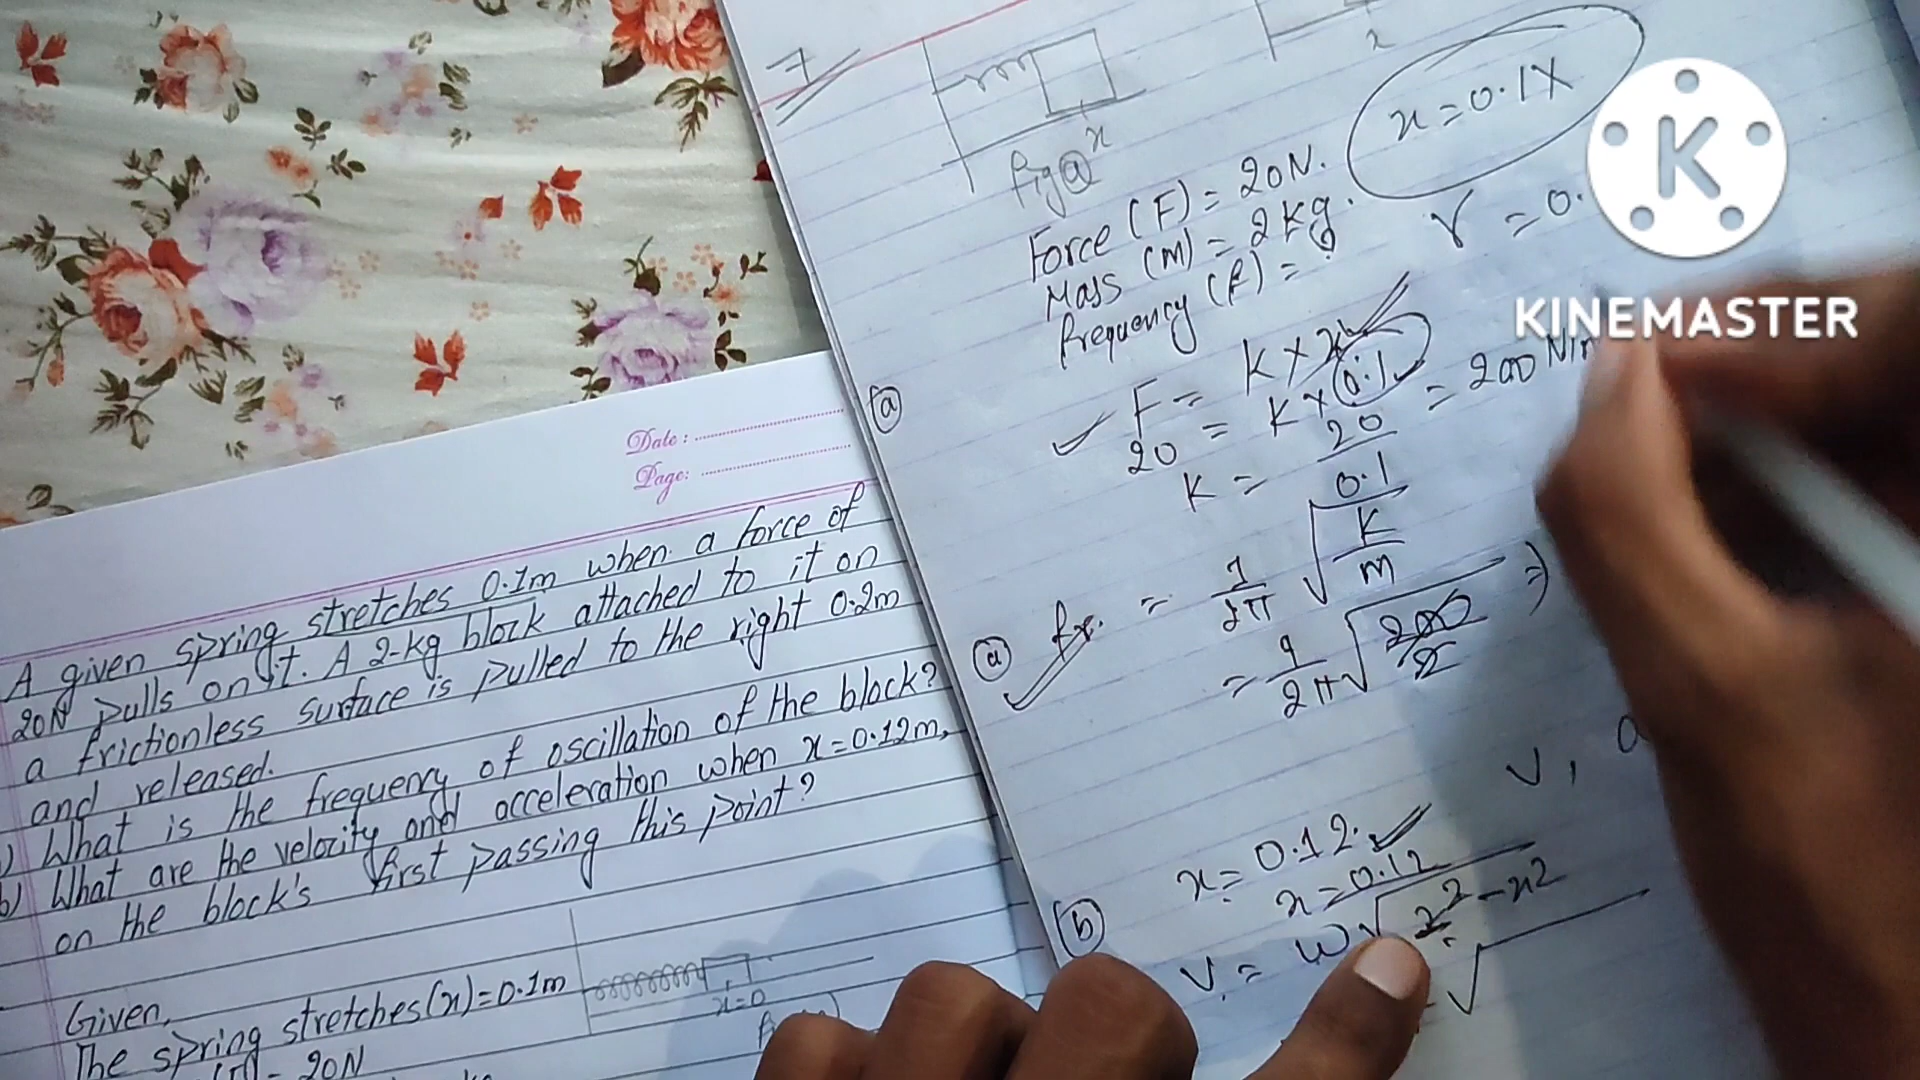 Date :
Page:
A given spring stretches 0.1m when a force of
20N pulls on it. A 2-kg block attached to it on
a frictionless surface is pulled to the right 0.2m
and released.
) What is the frequency of oscillation of the block?
b) What are the velocity and acceleration when x=0.12m,
on the block's first passing this point?
Given,
The spring stretches(x)=0.1m
= 20N
x=0
7
x
x
fig (a)
x=0.1X
Force (F) = 20N.
Mass (m) = 2kg.
frequency (f) = ?
r = 0.
(a)
F = K × x
20 = K × 0.1
K = 20 = 200 N/m
0.1
(a) fr. = 1 √ K
2π m
= 1 √ 200 =>
2π 2
v, a
x = 0.12.
x = 0.12
(b)
V = w√ r² - x²
K
KINEMASTER